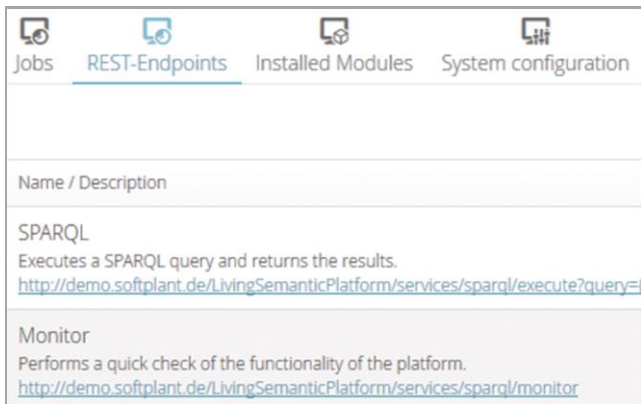 Jobs REST-Endpoints Installed Modules System configuration
Name / Description
SPARQL
Executes a SPARQL query and returns the results.
http://demo.softplant.de/LivingSemanticPlatform/services/sparql/execute?query=
Monitor
Performs a quick check of the functionality of the platform.
http://demo.softplant.de/LivingSemanticPlatform/services/sparql/monitor